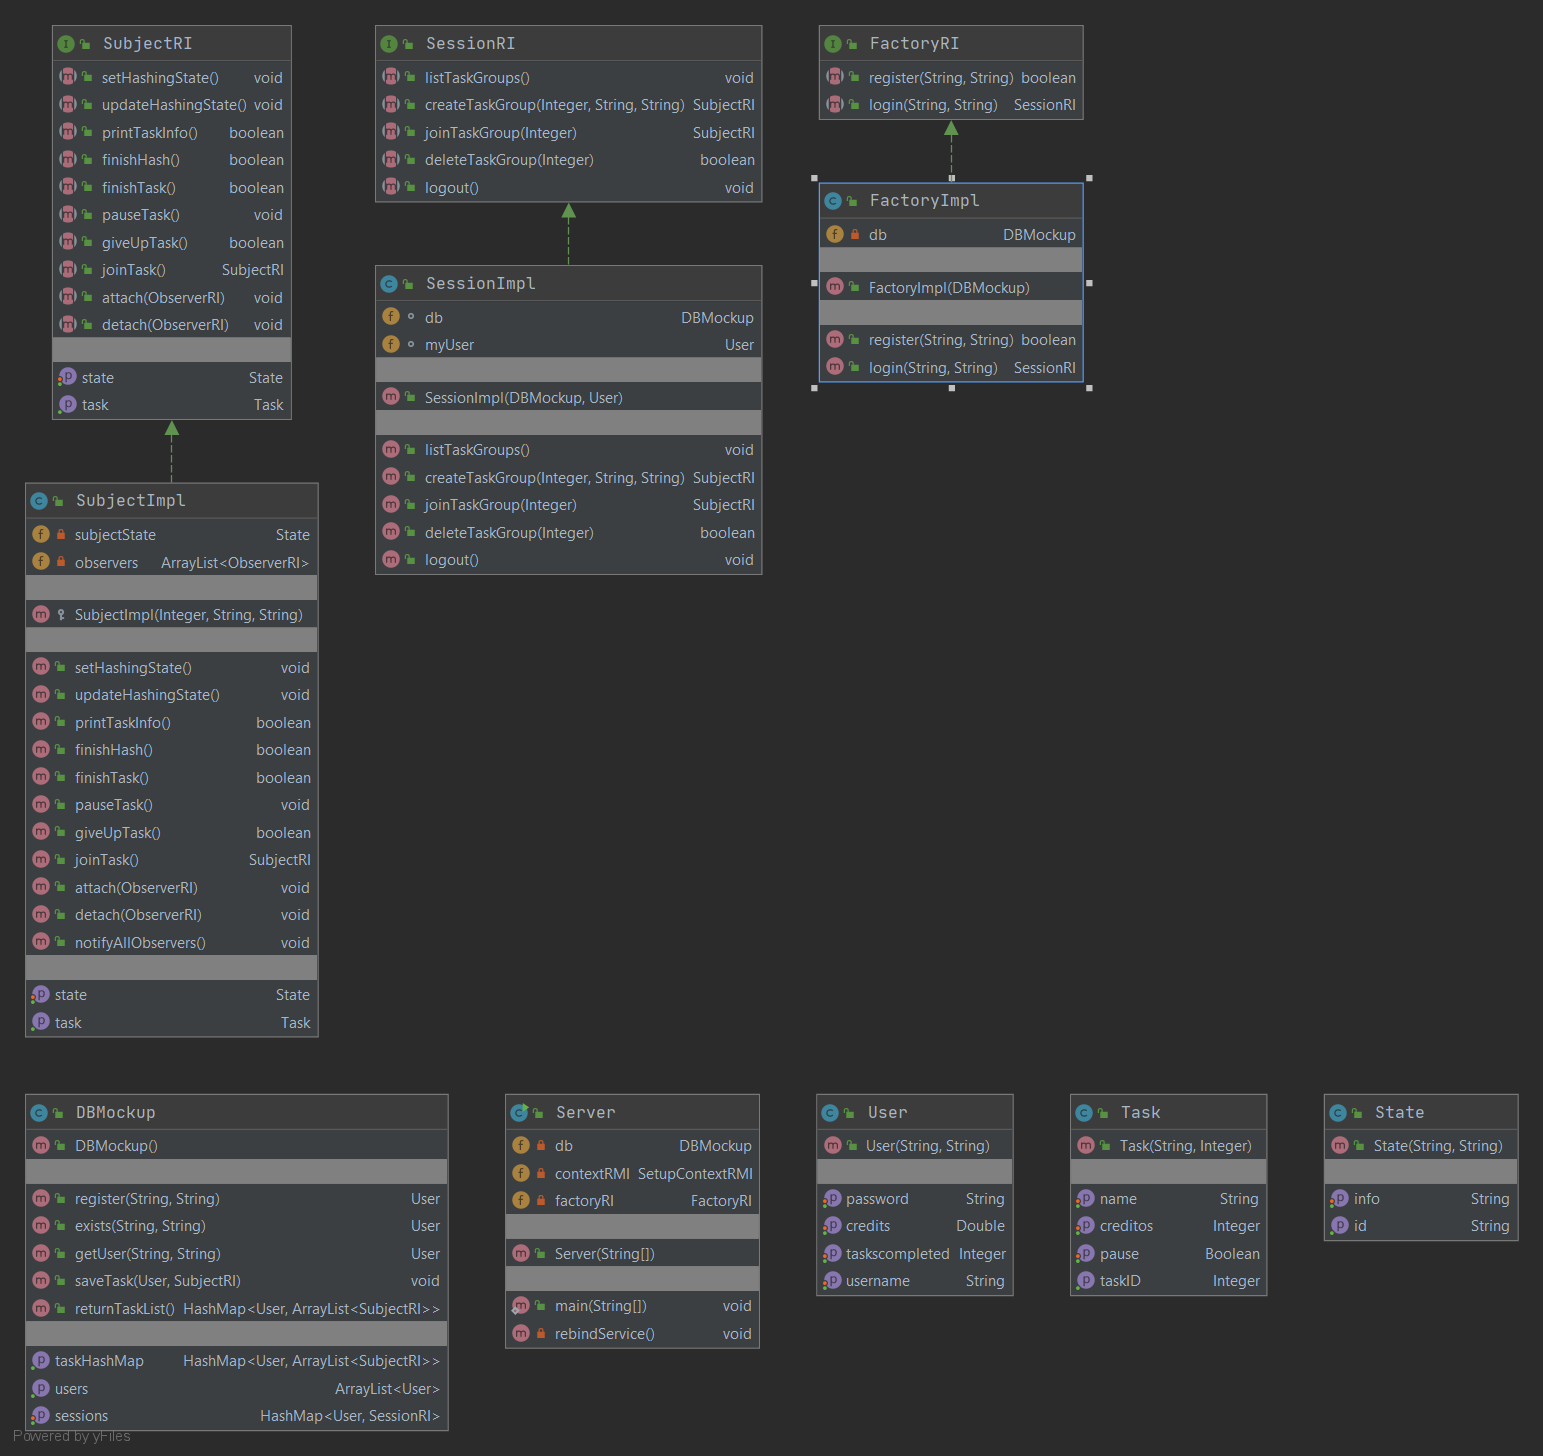 SubjectRI
setHashingState() void
updateHashingState() void
printTaskInfo() boolean
finishHash() boolean
finishTask() boolean
pauseTask() void
giveUpTask() boolean
joinTask() SubjectRI
attach(ObserverRI) void
detach(ObserverRI) void
state State
task Task
SessionRI
listTaskGroups() void
createTaskGroup(Integer, String, String) SubjectRI
joinTaskGroup(Integer) SubjectRI
deleteTaskGroup(Integer) boolean
logout() void
FactoryRI
register(String, String) boolean
login(String, String) SessionRI
FactoryImpl
db DBMockup
FactoryImpl(DBMockup)
register(String, String) boolean
login(String, String) SessionRI
SessionImpl
db DBMockup
myUser User
SessionImpl(DBMockup, User)
listTaskGroups() void
createTaskGroup(Integer, String, String) SubjectRI
joinTaskGroup(Integer) SubjectRI
deleteTaskGroup(Integer) boolean
logout() void
SubjectImpl
subjectState State
observers ArrayList<ObserverRI>
SubjectImpl(Integer, String, String)
setHashingState() void
updateHashingState() void
printTaskInfo() boolean
finishHash() boolean
finishTask() boolean
pauseTask() void
giveUpTask() boolean
joinTask() SubjectRI
attach(ObserverRI) void
detach(ObserverRI) void
notifyAllObservers() void
state State
task Task
DBMockup
DBMockup()
register(String, String) User
exists(String, String) User
getUser(String, String) User
saveTask(User, SubjectRI) void
returnTaskList() HashMap<User, ArrayList<SubjectRI>>
taskHashMap HashMap<User, ArrayList<SubjectRI>>
users ArrayList<User>
sessions HashMap<User, SessionRI>
Server
db DBMockup
contextRMI SetupContextRMI
factoryRI FactoryRI
Server(String[])
main(String[]) void
rebindService() void
User
User(String, String)
password String
credits Double
taskscompleted Integer
username String
Task
Task(String, Integer)
name String
creditos Integer
pause Boolean
taskID Integer
State
State(String, String)
info String
id String
Powered by yFiles